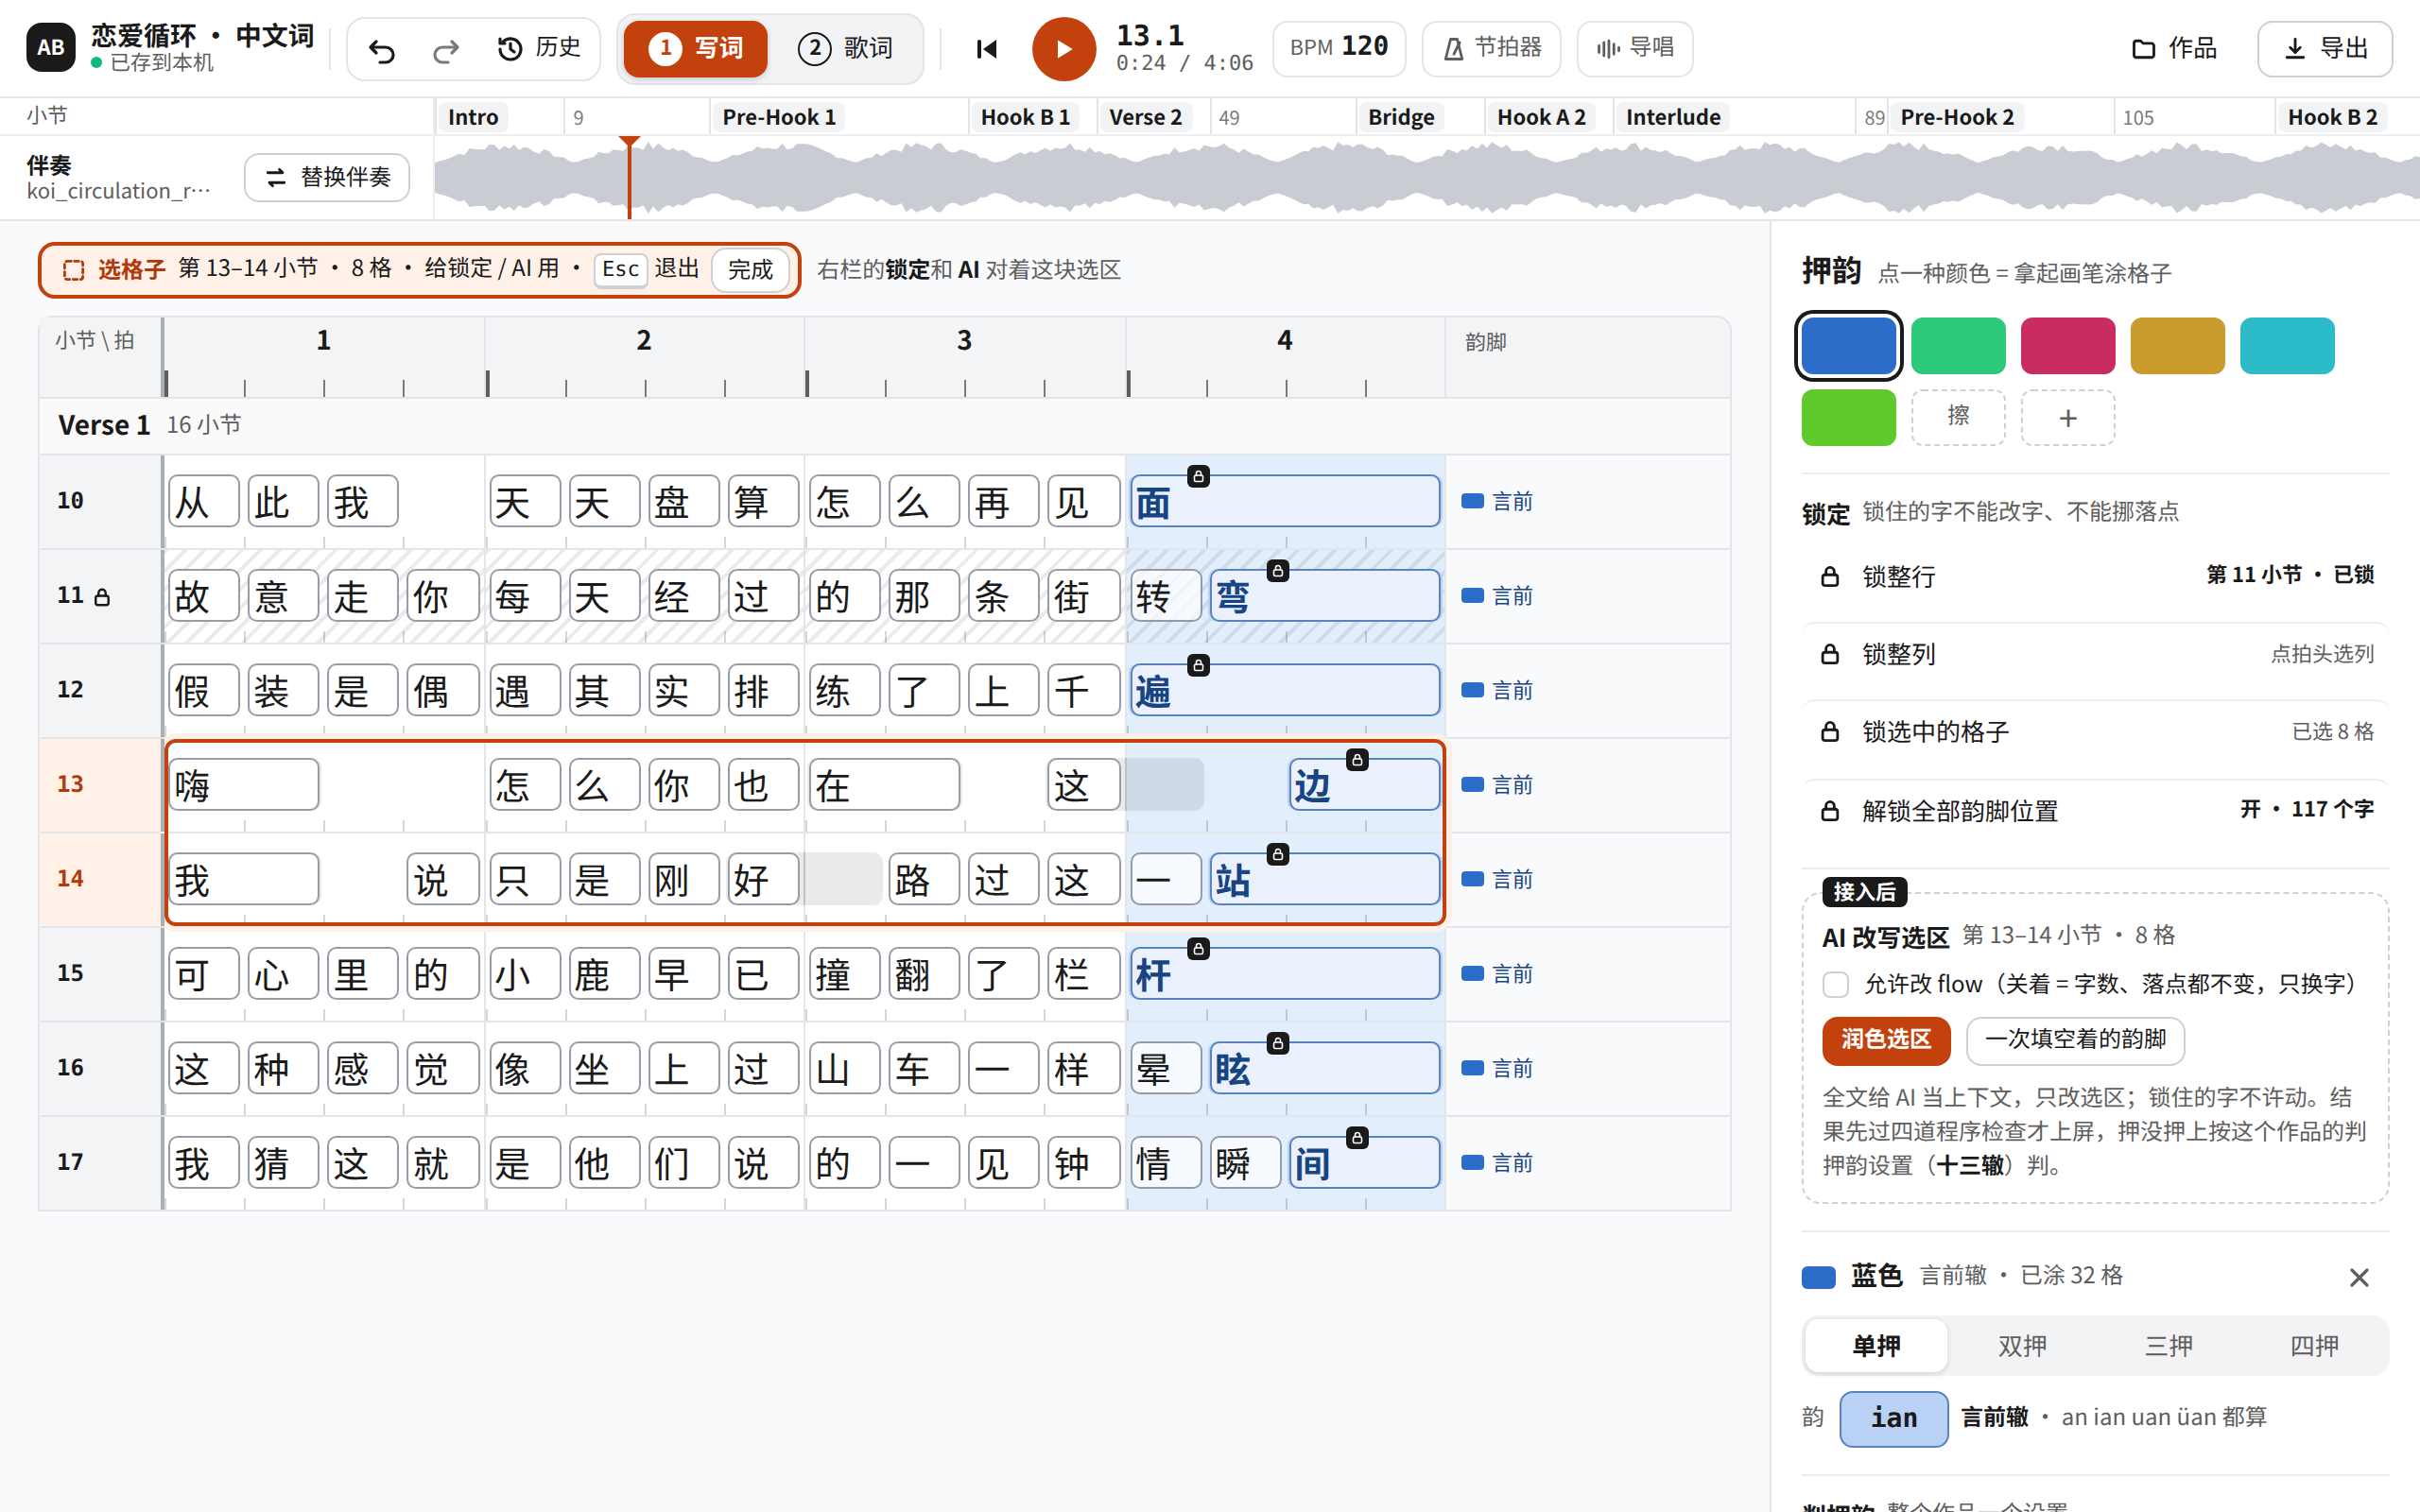 AB 恋爱循环 · 中文词
已存到本机
历史
1 写词
2 歌词
13.1
0:24 / 4:06
BPM 120
节拍器
导唱
作品
导出
小节
Intro
9
Pre-Hook 1
Hook B 1
Verse 2
49
Bridge
Hook A 2
Interlude
89
Pre-Hook 2
105
Hook B 2
伴奏
koi_circulation_r…
替换伴奏
选格子 第 13–14 小节 · 8 格 · 给锁定 / AI 用 · Esc 退出 完成
右栏的锁定和 AI 对着这块选区
小节 \ 拍 1 2 3 4 韵脚
Verse 1 16 小节
10 从 此 我 天 天 盘 算 怎 么 再 见 面 言前
11 故 意 走 你 每 天 经 过 的 那 条 街 转 弯 言前
12 假 装 是 偶 遇 其 实 排 练 了 上 千 遍 言前
13 嗨 怎 么 你 也 在 这 边 言前
14 我 说 只 是 刚 好 路 过 这 一 站 言前
15 可 心 里 的 小 鹿 早 已 撞 翻 了 栏 杆 言前
16 这 种 感 觉 像 坐 上 过 山 车 一 样 晕 眩 言前
17 我 猜 这 就 是 他 们 说 的 一 见 钟 情 瞬 间 言前
押韵 点一种颜色 = 拿起画笔涂格子
擦 +
锁定 锁住的字不能改字、不能挪落点
锁整行 第 11 小节 · 已锁
锁整列 点拍头选列
锁选中的格子 已选 8 格
解锁全部韵脚位置 开 · 117 个字
接入后
AI 改写选区 第 13–14 小节 · 8 格
允许改 flow（关着 = 字数、落点都不变，只换字）
润色选区 一次填空着的韵脚
全文给 AI 当上下文，只改选区；锁住的字不许动。结
果先过四道程序检查才上屏，押没押上按这个作品的判
押韵设置（十三辙）判。
蓝色 言前辙 · 已涂 32 格
单押 双押 三押 四押
韵 ian 言前辙 · an ian uan üan 都算